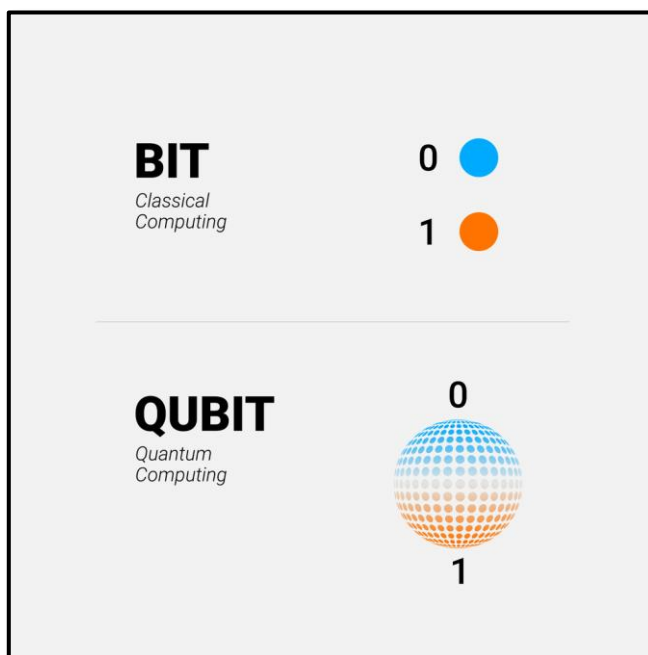 BIT
Classical
Computing
0
1
QUBIT
Quantum
Computing
0
1